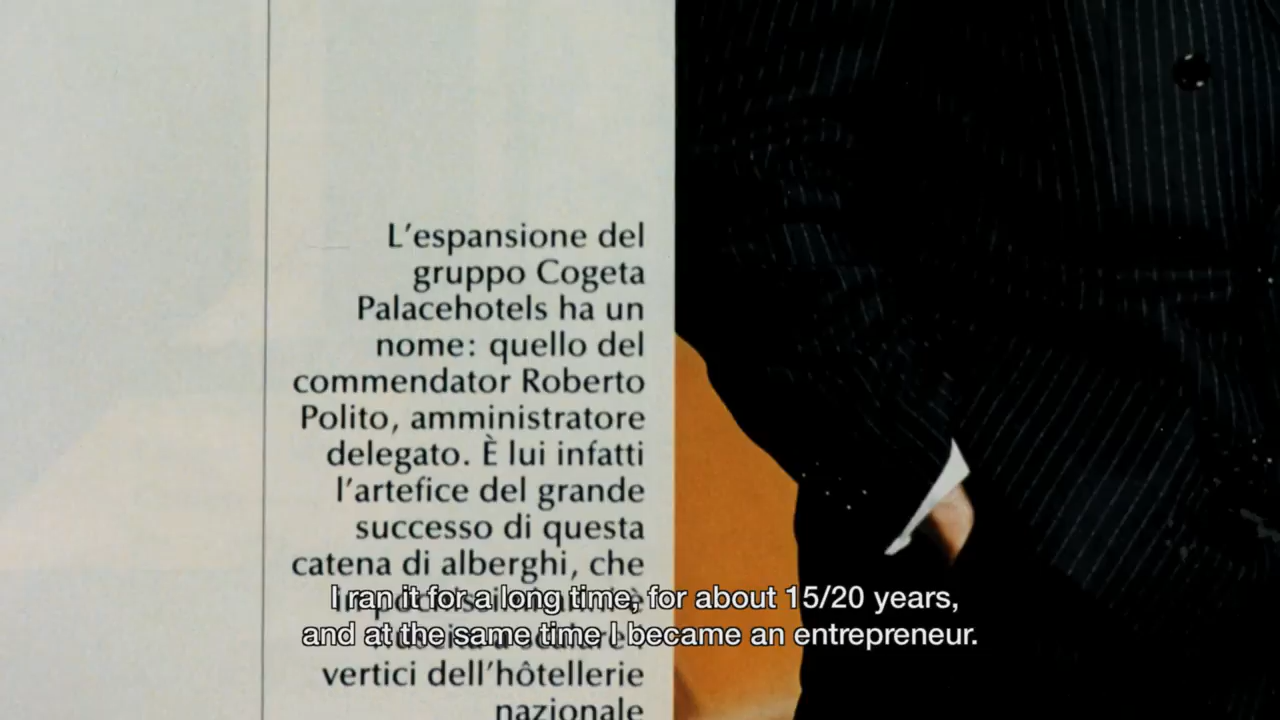 L'espansione del
gruppo Cogeta
Palacehotels ha un
nome: quello del
commendator Roberto
Polito, amministratore
delegato. È lui infatti
l'artefice del grande
successo di questa
catena di alberghi, che
I ran it for a long time, for about 15/20 years,
and at the same time I became an entrepreneur.
vertici dell'hôtellerie
nazionale